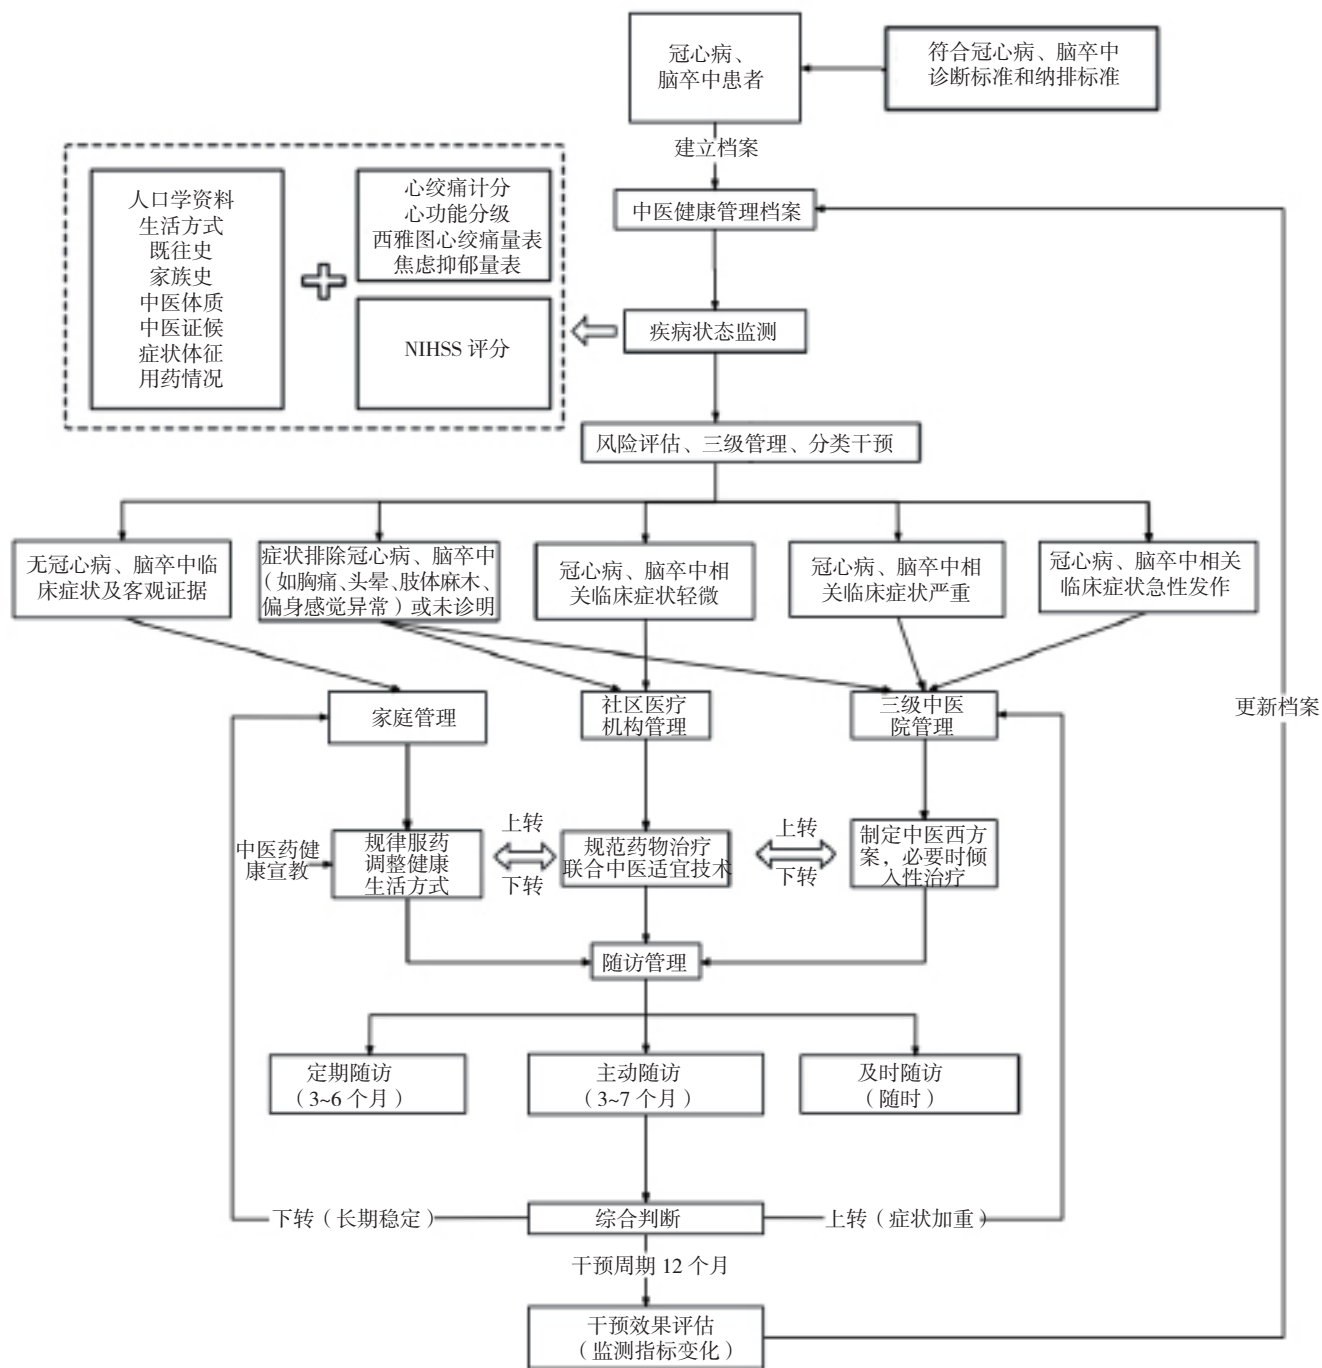 冠心病、
脑卒中患者
符合冠心病、脑卒中
诊断标准和纳排标准
建立档案
中医健康管理档案
人口学资料
生活方式
既往史
家族史
中医体质
中医证候
症状体征
用药情况
心绞痛计分
心功能分级
西雅图心绞痛量表
焦虑抑郁量表
NIHSS 评分
疾病状态监测
风险评估、三级管理、分类干预
无冠心病、脑卒中临
床症状及客观证据
症状排除冠心病、脑卒中
（如胸痛、头晕、肢体麻木、
偏身感觉异常）或未诊明
冠心病、脑卒中相
关临床症状轻微
冠心病、脑卒中相
关临床症状严重
冠心病、脑卒中相关
临床症状急性发作
家庭管理
社区医疗
机构管理
三级中医
院管理
更新档案
中医药健
康宣教
规律服药
调整健康
生活方式
上转
下转
规范药物治疗
联合中医适宜技术
上转
下转
制定中医西方
案，必要时倾
入性治疗
随访管理
定期随访
（3~6 个月）
主动随访
（3~7 个月）
及时随访
（随时）
下转（长期稳定）
综合判断
上转（症状加重）
干预周期 12 个月
干预效果评估
（监测指标变化）